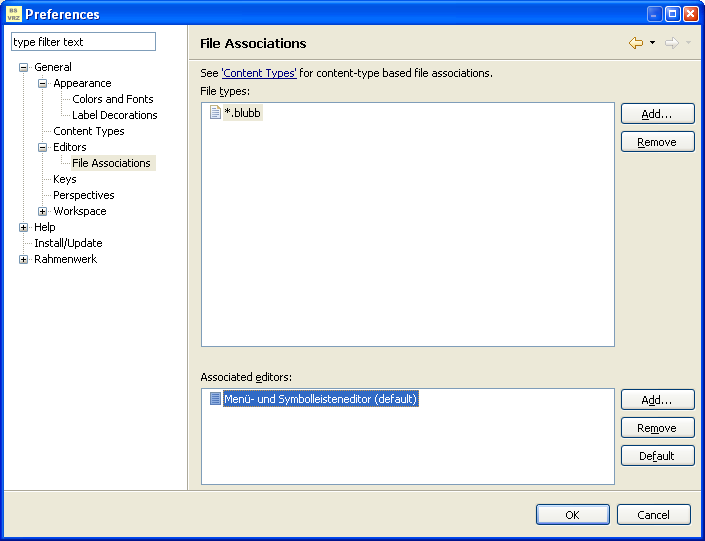 BS
VRZ
Preferences
type filter text
General
Appearance
Colors and Fonts
Label Decorations
Content Types
Editors
File Associations
Keys
Perspectives
Workspace
Help
Install/Update
Rahmenwerk
File Associations
See 'Content Types' for content-type based file associations.
File types:
*.blubb
Add...
Remove
Associated editors:
Menü- und Symbolleisteneditor (default)
Add...
Remove
Default
OK
Cancel